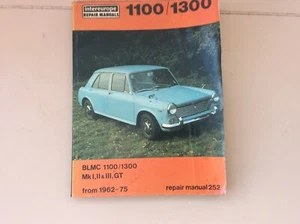 intereurope
REPAIR MANUALS
1100/1300
BLMC 1100/1300
Mk I,II & III, GT
from 1962-75
repair manual 252